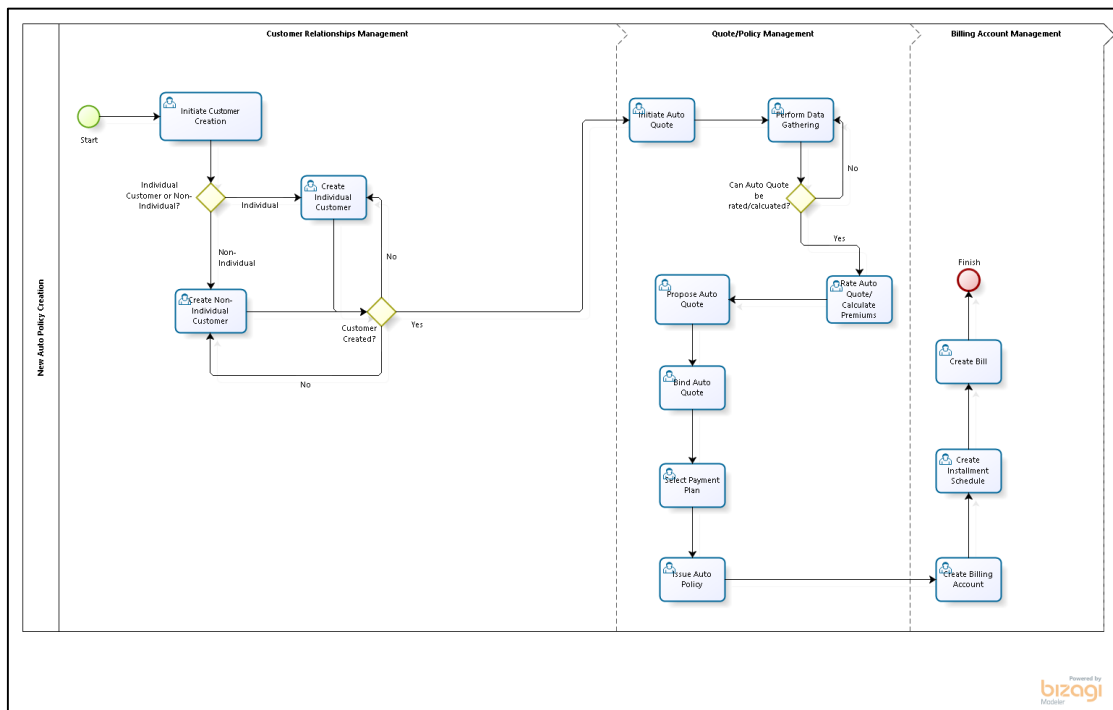 Customer Relationships Management
Quote/Policy Management
Billing Account Management
New Auto Policy Creation
Start
Initiate Customer
Creation
Individual
Customer or Non-
Individual?
Individual
Create
Individual
Customer
Non-
Individual
No
Create Non-
Individual
Customer
Customer
Created?
Yes
No
Initiate Auto
Quote
Perform Data
Gathering
No
Can Auto Quote
be
rated/calcuated?
Yes
Rate Auto
Quote/
Calculate
Premiums
Propose Auto
Quote
Bind Auto
Quote
Select Payment
Plan
Issue Auto
Policy
Create Billing
Account
Create
Installment
Schedule
Create Bill
Finish
Powered by
bizagi
Modeler